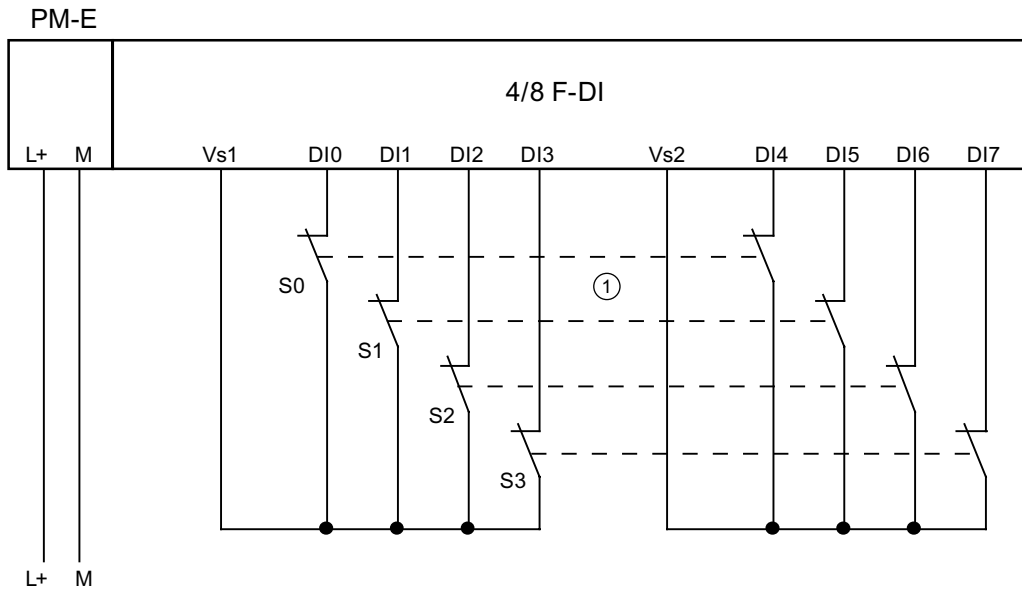 PM-E
4/8 F-DI
L+ M Vs1 DI0 DI1 DI2 DI3 Vs2 DI4 DI5 DI6 DI7
S0
1
S1
S2
S3
L+ M